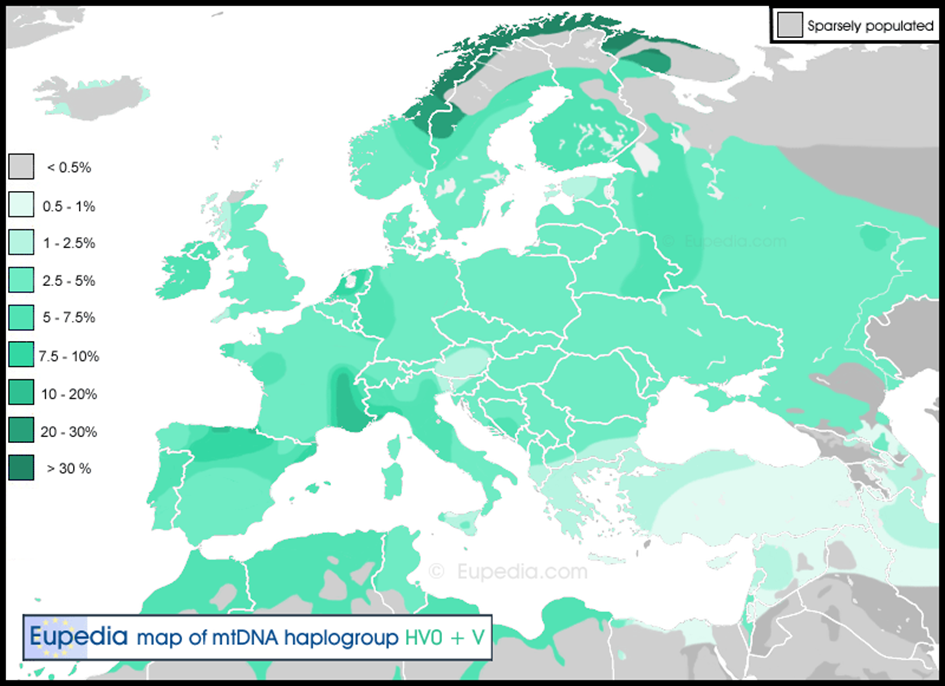 Sparsely populated
< 0.5%
0.5 - 1%
1 - 2.5%
2.5 - 5%
5 - 7.5%
7.5 - 10%
10 - 20%
20 - 30%
> 30 %
© Eupedia.com
© Eupedia.com
Eupedia map of mtDNA haplogroup HV0 + V